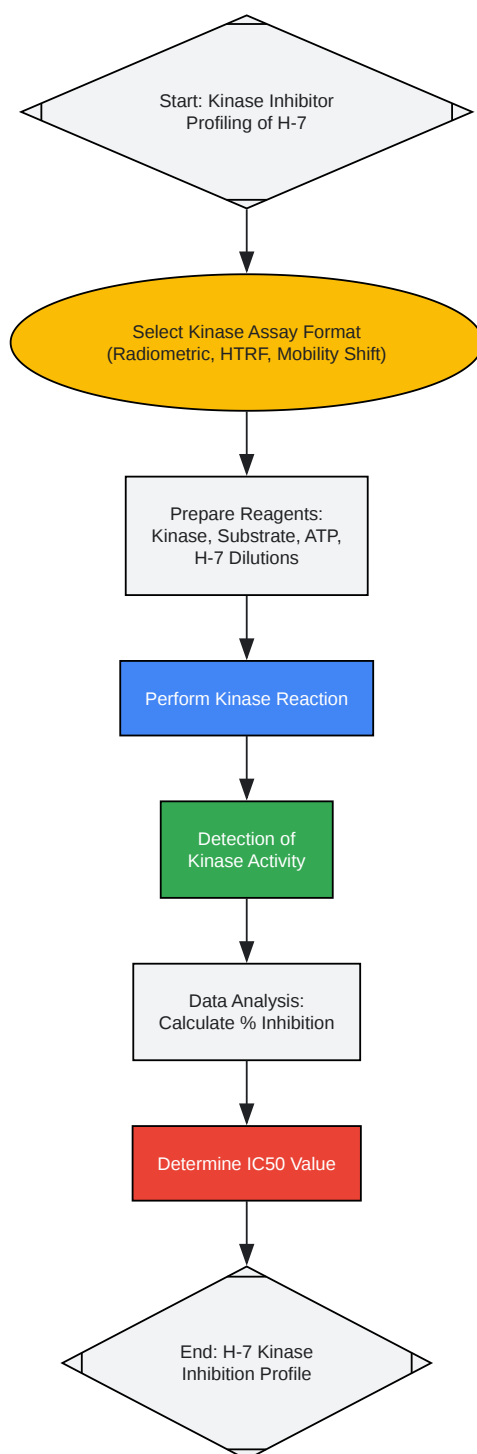 Start: Kinase Inhibitor
Profiling of H-7
Select Kinase Assay Format
(Radiometric, HTRF, Mobility Shift)
Prepare Reagents:
Kinase, Substrate, ATP,
H-7 Dilutions
Perform Kinase Reaction
Detection of
Kinase Activity
Data Analysis:
Calculate % Inhibition
Determine IC50 Value
End: H-7 Kinase
Inhibition Profile